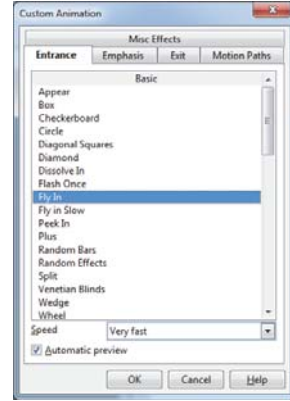 Custom Animation
Misc Effects
Entrance Emphasis Exit Motion Paths
Basic
Appear
Box
Checkerboard
Circle
Diagonal Squares
Diamond
Dissolve In
Flash Once
Fly In
Fly in Slow
Peek In
Plus
Random Bars
Random Effects
Split
Venetian Blinds
Wedge
Wheel
Speed Very fast
Automatic preview
OK Cancel Help